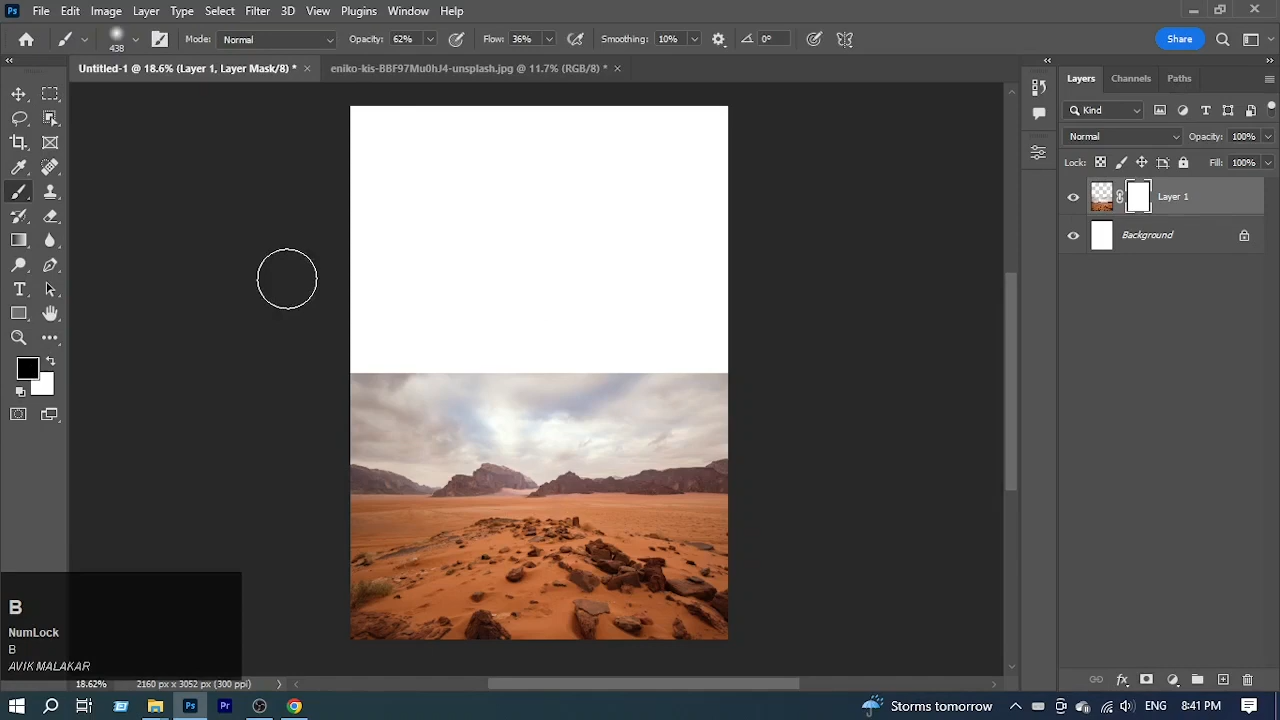 Ps File Edit Image Layer Type Select Filter 3D View Plugins Window Help
438 Mode: Normal Opacity: 62% Flow: 36% Smoothing: 10% 0° Share
Untitled-1 @ 18.6% (Layer 1, Layer Mask/8) * × eniko-kis-BBF97Mu0hJ4-unsplash.jpg @ 11.7% (RGB/8) * ×
Layers Channels Paths
Kind
Normal Opacity: 100%
Lock: Fill: 100%
Layer 1
Background
B
NumLock
B
AVIK MALAKAR
18.62% 2160 px x 3052 px (300 ppi)
Ps Pr Storms tomorrow ENG 8:41 PM